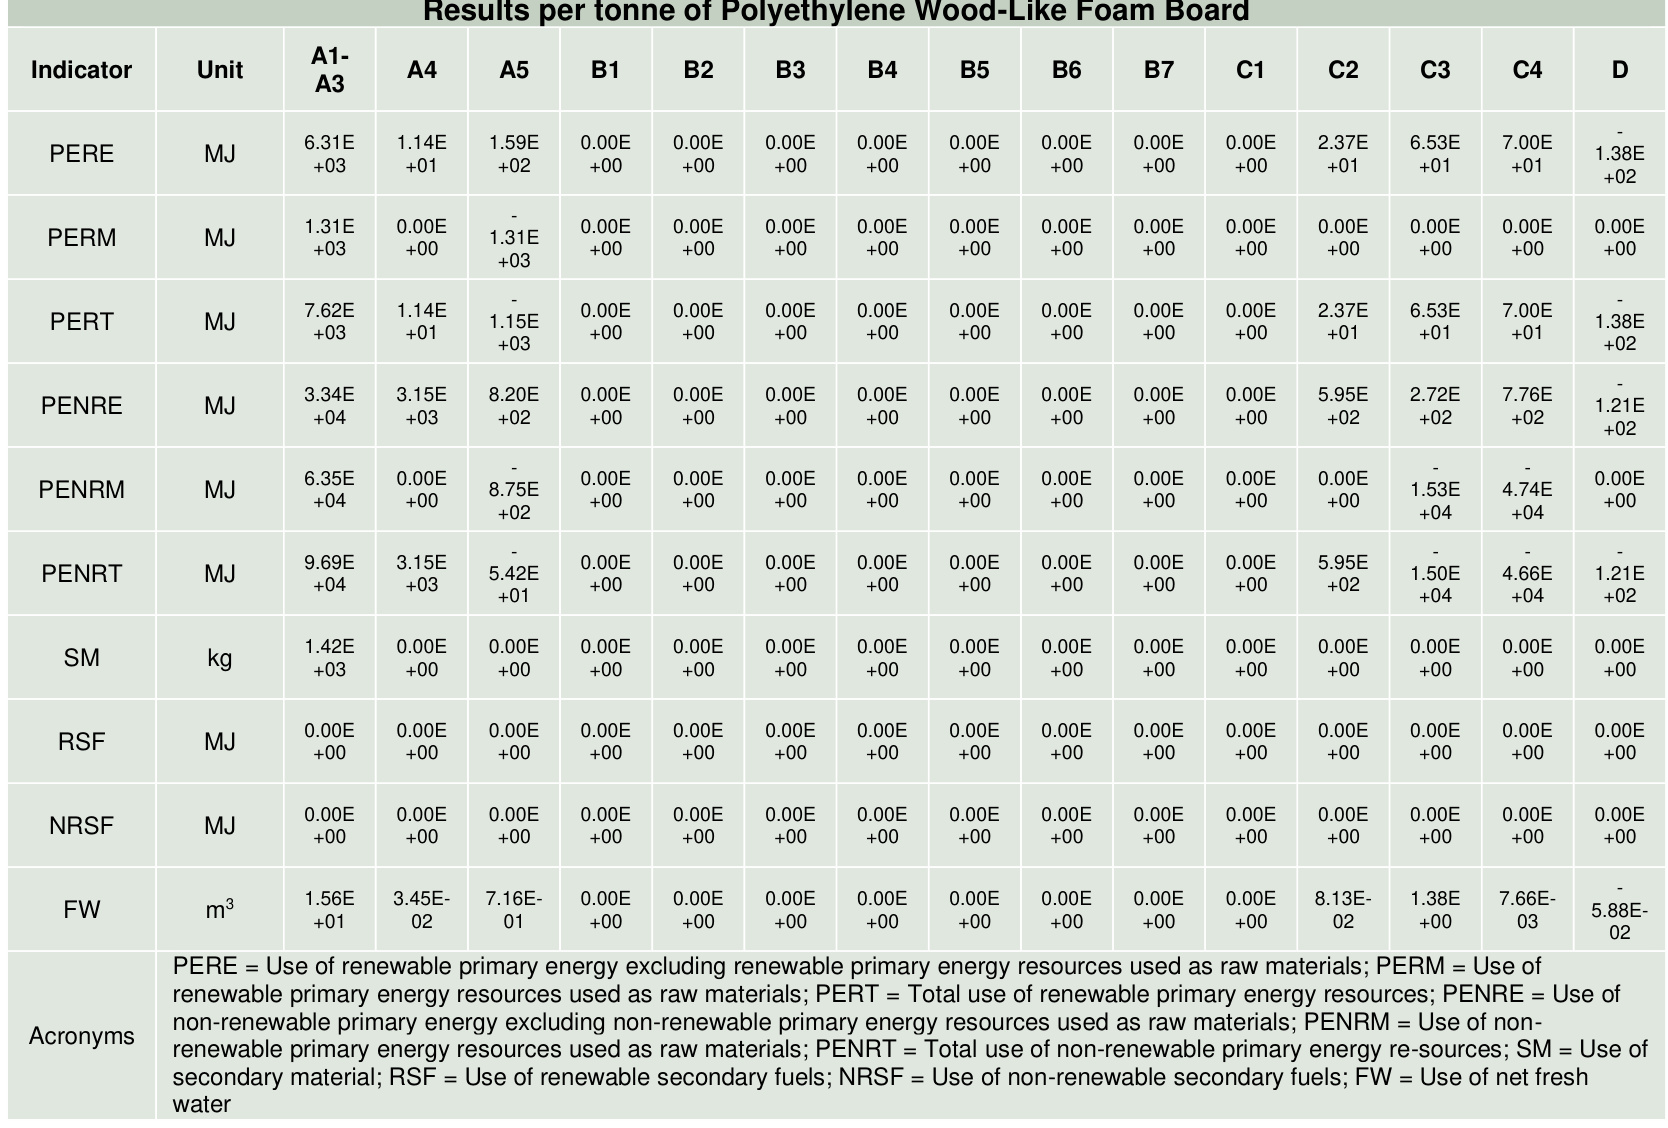 Results per tonne of Polyethylene Wood-Like Foam Board
Indicator Unit A1-A3 A4 A5 B1 B2 B3 B4 B5 B6 B7 C1 C2 C3 C4 D
PERE MJ 6.31E+03 1.14E+01 1.59E+02 0.00E+00 0.00E+00 0.00E+00 0.00E+00 0.00E+00 0.00E+00 0.00E+00 0.00E+00 2.37E+01 6.53E+01 7.00E+01 -1.38E+02
PERM MJ 1.31E+03 0.00E+00 -1.31E+03 0.00E+00 0.00E+00 0.00E+00 0.00E+00 0.00E+00 0.00E+00 0.00E+00 0.00E+00 0.00E+00 0.00E+00 0.00E+00 0.00E+00
PERT MJ 7.62E+03 1.14E+01 -1.15E+03 0.00E+00 0.00E+00 0.00E+00 0.00E+00 0.00E+00 0.00E+00 0.00E+00 0.00E+00 2.37E+01 6.53E+01 7.00E+01 -1.38E+02
PENRE MJ 3.34E+04 3.15E+03 8.20E+02 0.00E+00 0.00E+00 0.00E+00 0.00E+00 0.00E+00 0.00E+00 0.00E+00 0.00E+00 5.95E+02 2.72E+02 7.76E+02 -1.21E+02
PENRM MJ 6.35E+04 0.00E+00 -8.75E+02 0.00E+00 0.00E+00 0.00E+00 0.00E+00 0.00E+00 0.00E+00 0.00E+00 0.00E+00 0.00E+00 -1.53E+04 -4.74E+04 0.00E+00
PENRT MJ 9.69E+04 3.15E+03 -5.42E+01 0.00E+00 0.00E+00 0.00E+00 0.00E+00 0.00E+00 0.00E+00 0.00E+00 0.00E+00 5.95E+02 -1.50E+04 -4.66E+04 -1.21E+02
SM kg 1.42E+03 0.00E+00 0.00E+00 0.00E+00 0.00E+00 0.00E+00 0.00E+00 0.00E+00 0.00E+00 0.00E+00 0.00E+00 0.00E+00 0.00E+00 0.00E+00 0.00E+00
RSF MJ 0.00E+00 0.00E+00 0.00E+00 0.00E+00 0.00E+00 0.00E+00 0.00E+00 0.00E+00 0.00E+00 0.00E+00 0.00E+00 0.00E+00 0.00E+00 0.00E+00 0.00E+00
NRSF MJ 0.00E+00 0.00E+00 0.00E+00 0.00E+00 0.00E+00 0.00E+00 0.00E+00 0.00E+00 0.00E+00 0.00E+00 0.00E+00 0.00E+00 0.00E+00 0.00E+00 0.00E+00
FW m³ 1.56E+01 3.45E-02 7.16E-01 0.00E+00 0.00E+00 0.00E+00 0.00E+00 0.00E+00 0.00E+00 0.00E+00 0.00E+00 8.13E-02 1.38E+00 7.66E-03 -5.88E-02
Acronyms
PERE = Use of renewable primary energy excluding renewable primary energy resources used as raw materials; PERM = Use of
renewable primary energy resources used as raw materials; PERT = Total use of renewable primary energy resources; PENRE = Use of
non-renewable primary energy excluding non-renewable primary energy resources used as raw materials; PENRM = Use of non-
renewable primary energy resources used as raw materials; PENRT = Total use of non-renewable primary energy re-sources; SM = Use of
secondary material; RSF = Use of renewable secondary fuels; NRSF = Use of non-renewable secondary fuels; FW = Use of net fresh
water